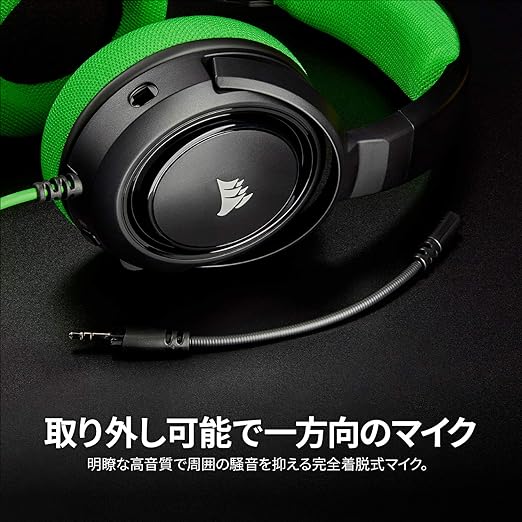 取り外し可能で一方向のマイク
明瞭な高音質で周囲の騒音を抑える完全着脱式マイク。